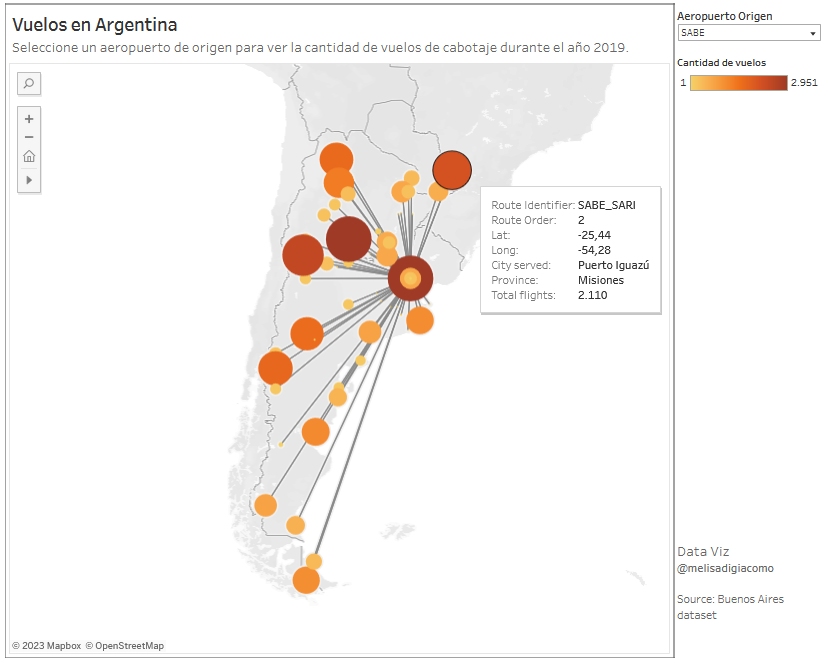 Vuelos en Argentina
Seleccione un aeropuerto de origen para ver la cantidad de vuelos de cabotaje durante el año 2019.
Aeropuerto Origen
SABE
Cantidad de vuelos
1 2.951
Route Identifier: SABE_SARI
Route Order: 2
Lat: -25,44
Long: -54,28
City served: Puerto Iguazú
Province: Misiones
Total flights: 2.110
Data Viz
@melisadigiacomo
Source: Buenos Aires
dataset
© 2023 Mapbox © OpenStreetMap